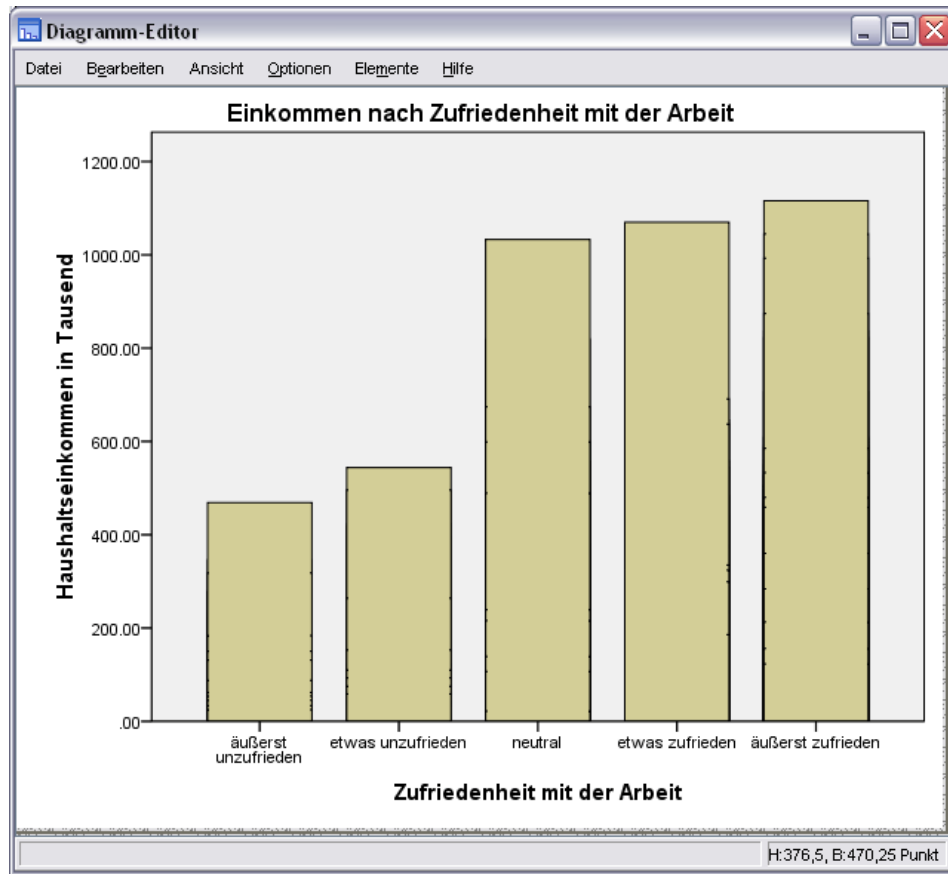 Diagramm-Editor
Datei Bearbeiten Ansicht Optionen Elemente Hilfe
Einkommen nach Zufriedenheit mit der Arbeit
Haushaltseinkommen in Tausend
1200.00
1000.00
800.00
600.00
400.00
200.00
.00
äußerst
unzufrieden
etwas unzufrieden
neutral
etwas zufrieden
äußerst zufrieden
Zufriedenheit mit der Arbeit
H:376,5, B:470,25 Punkt